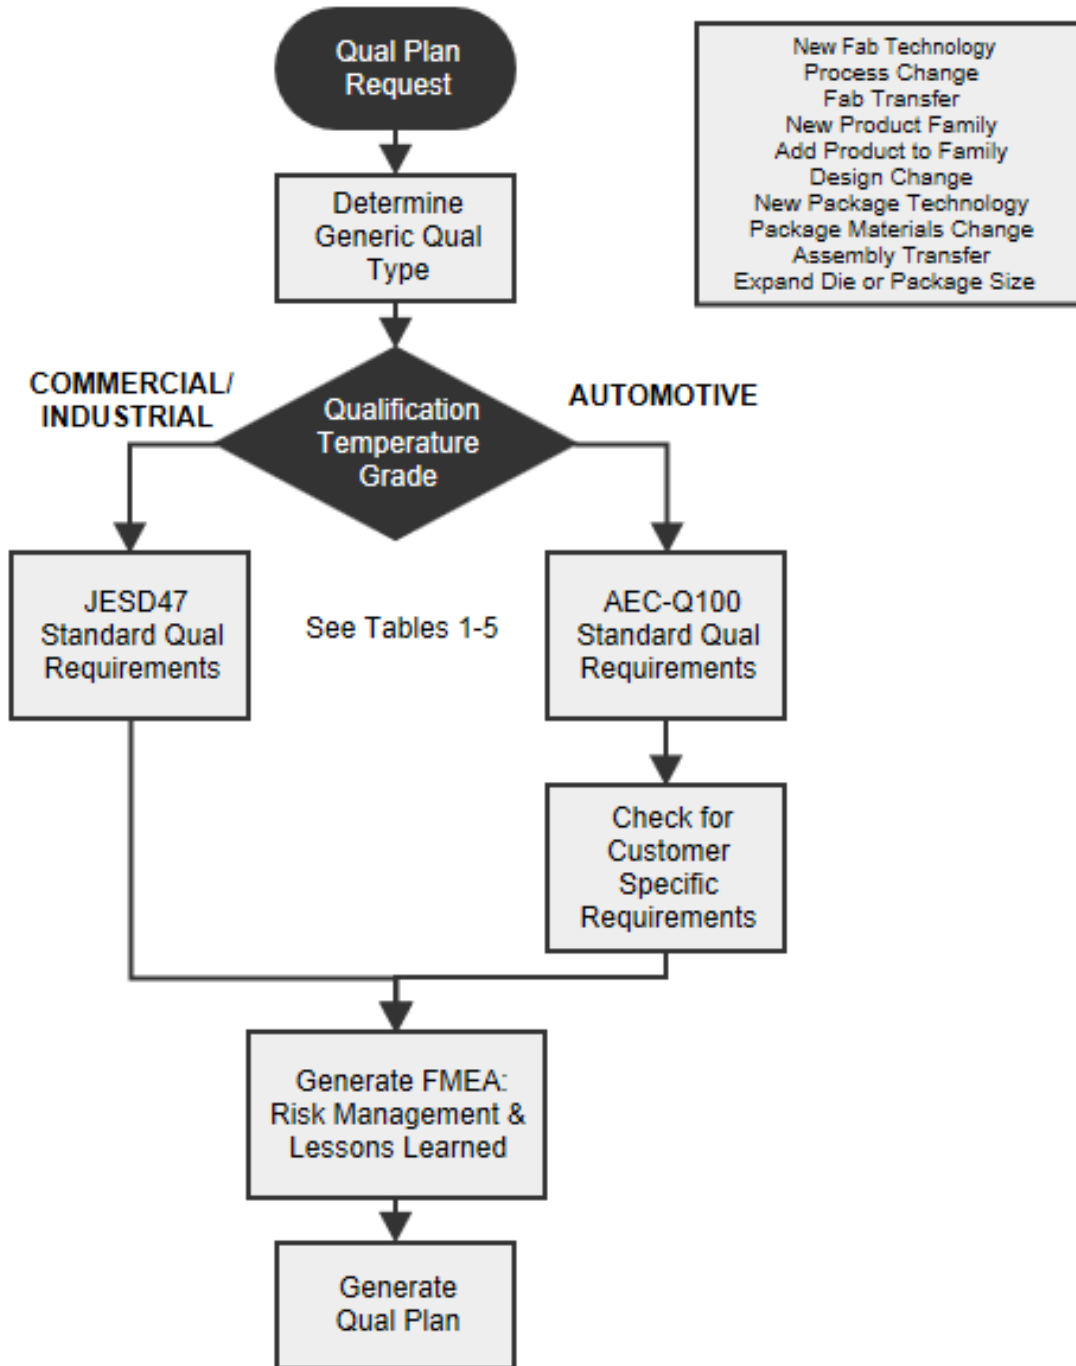 Qual Plan
Request
New Fab Technology
Process Change
Fab Transfer
New Product Family
Add Product to Family
Design Change
New Package Technology
Package Materials Change
Assembly Transfer
Expand Die or Package Size
Determine
Generic Qual
Type
COMMERCIAL/
INDUSTRIAL
Qualification
Temperature
Grade
AUTOMOTIVE
JESD47
Standard Qual
Requirements
See Tables 1-5
AEC-Q100
Standard Qual
Requirements
Check for
Customer
Specific
Requirements
Generate FMEA:
Risk Management &
Lessons Learned
Generate
Qual Plan